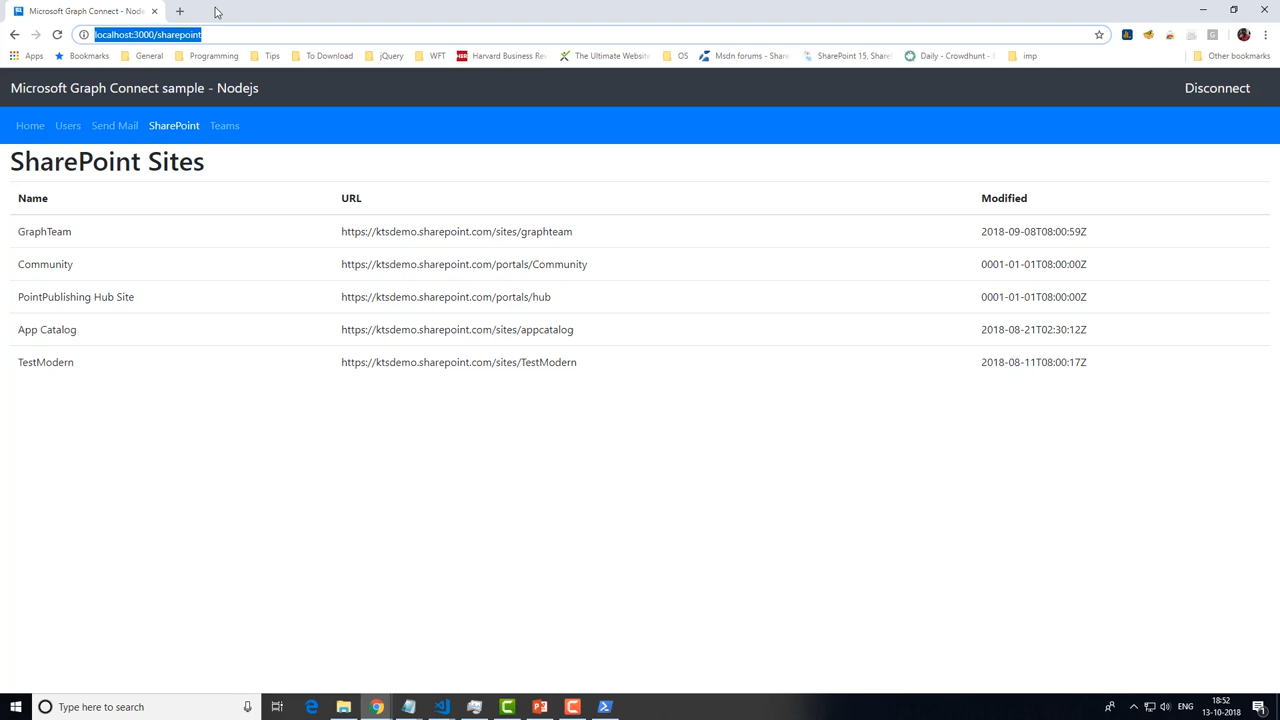 Microsoft Graph Connect - Node
localhost:3000/sharepoint
Apps Bookmarks General Programming Tips To Download jQuery WFT Harvard Business Re The Ultimate Website OS Msdn forums - Share SharePoint 15, Share Daily - Crowdhunt - imp Other bookmarks
Microsoft Graph Connect sample - Nodejs Disconnect
Home Users Send Mail SharePoint Teams
SharePoint Sites
Name URL Modified
GraphTeam https://ktsdemo.sharepoint.com/sites/graphteam 2018-09-08T08:00:59Z
Community https://ktsdemo.sharepoint.com/portals/Community 0001-01-01T08:00:00Z
PointPublishing Hub Site https://ktsdemo.sharepoint.com/portals/hub 0001-01-01T08:00:00Z
App Catalog https://ktsdemo.sharepoint.com/sites/appcatalog 2018-08-21T02:30:12Z
TestModern https://ktsdemo.sharepoint.com/sites/TestModern 2018-08-11T08:00:17Z
Type here to search ENG 18:52
13-10-2018